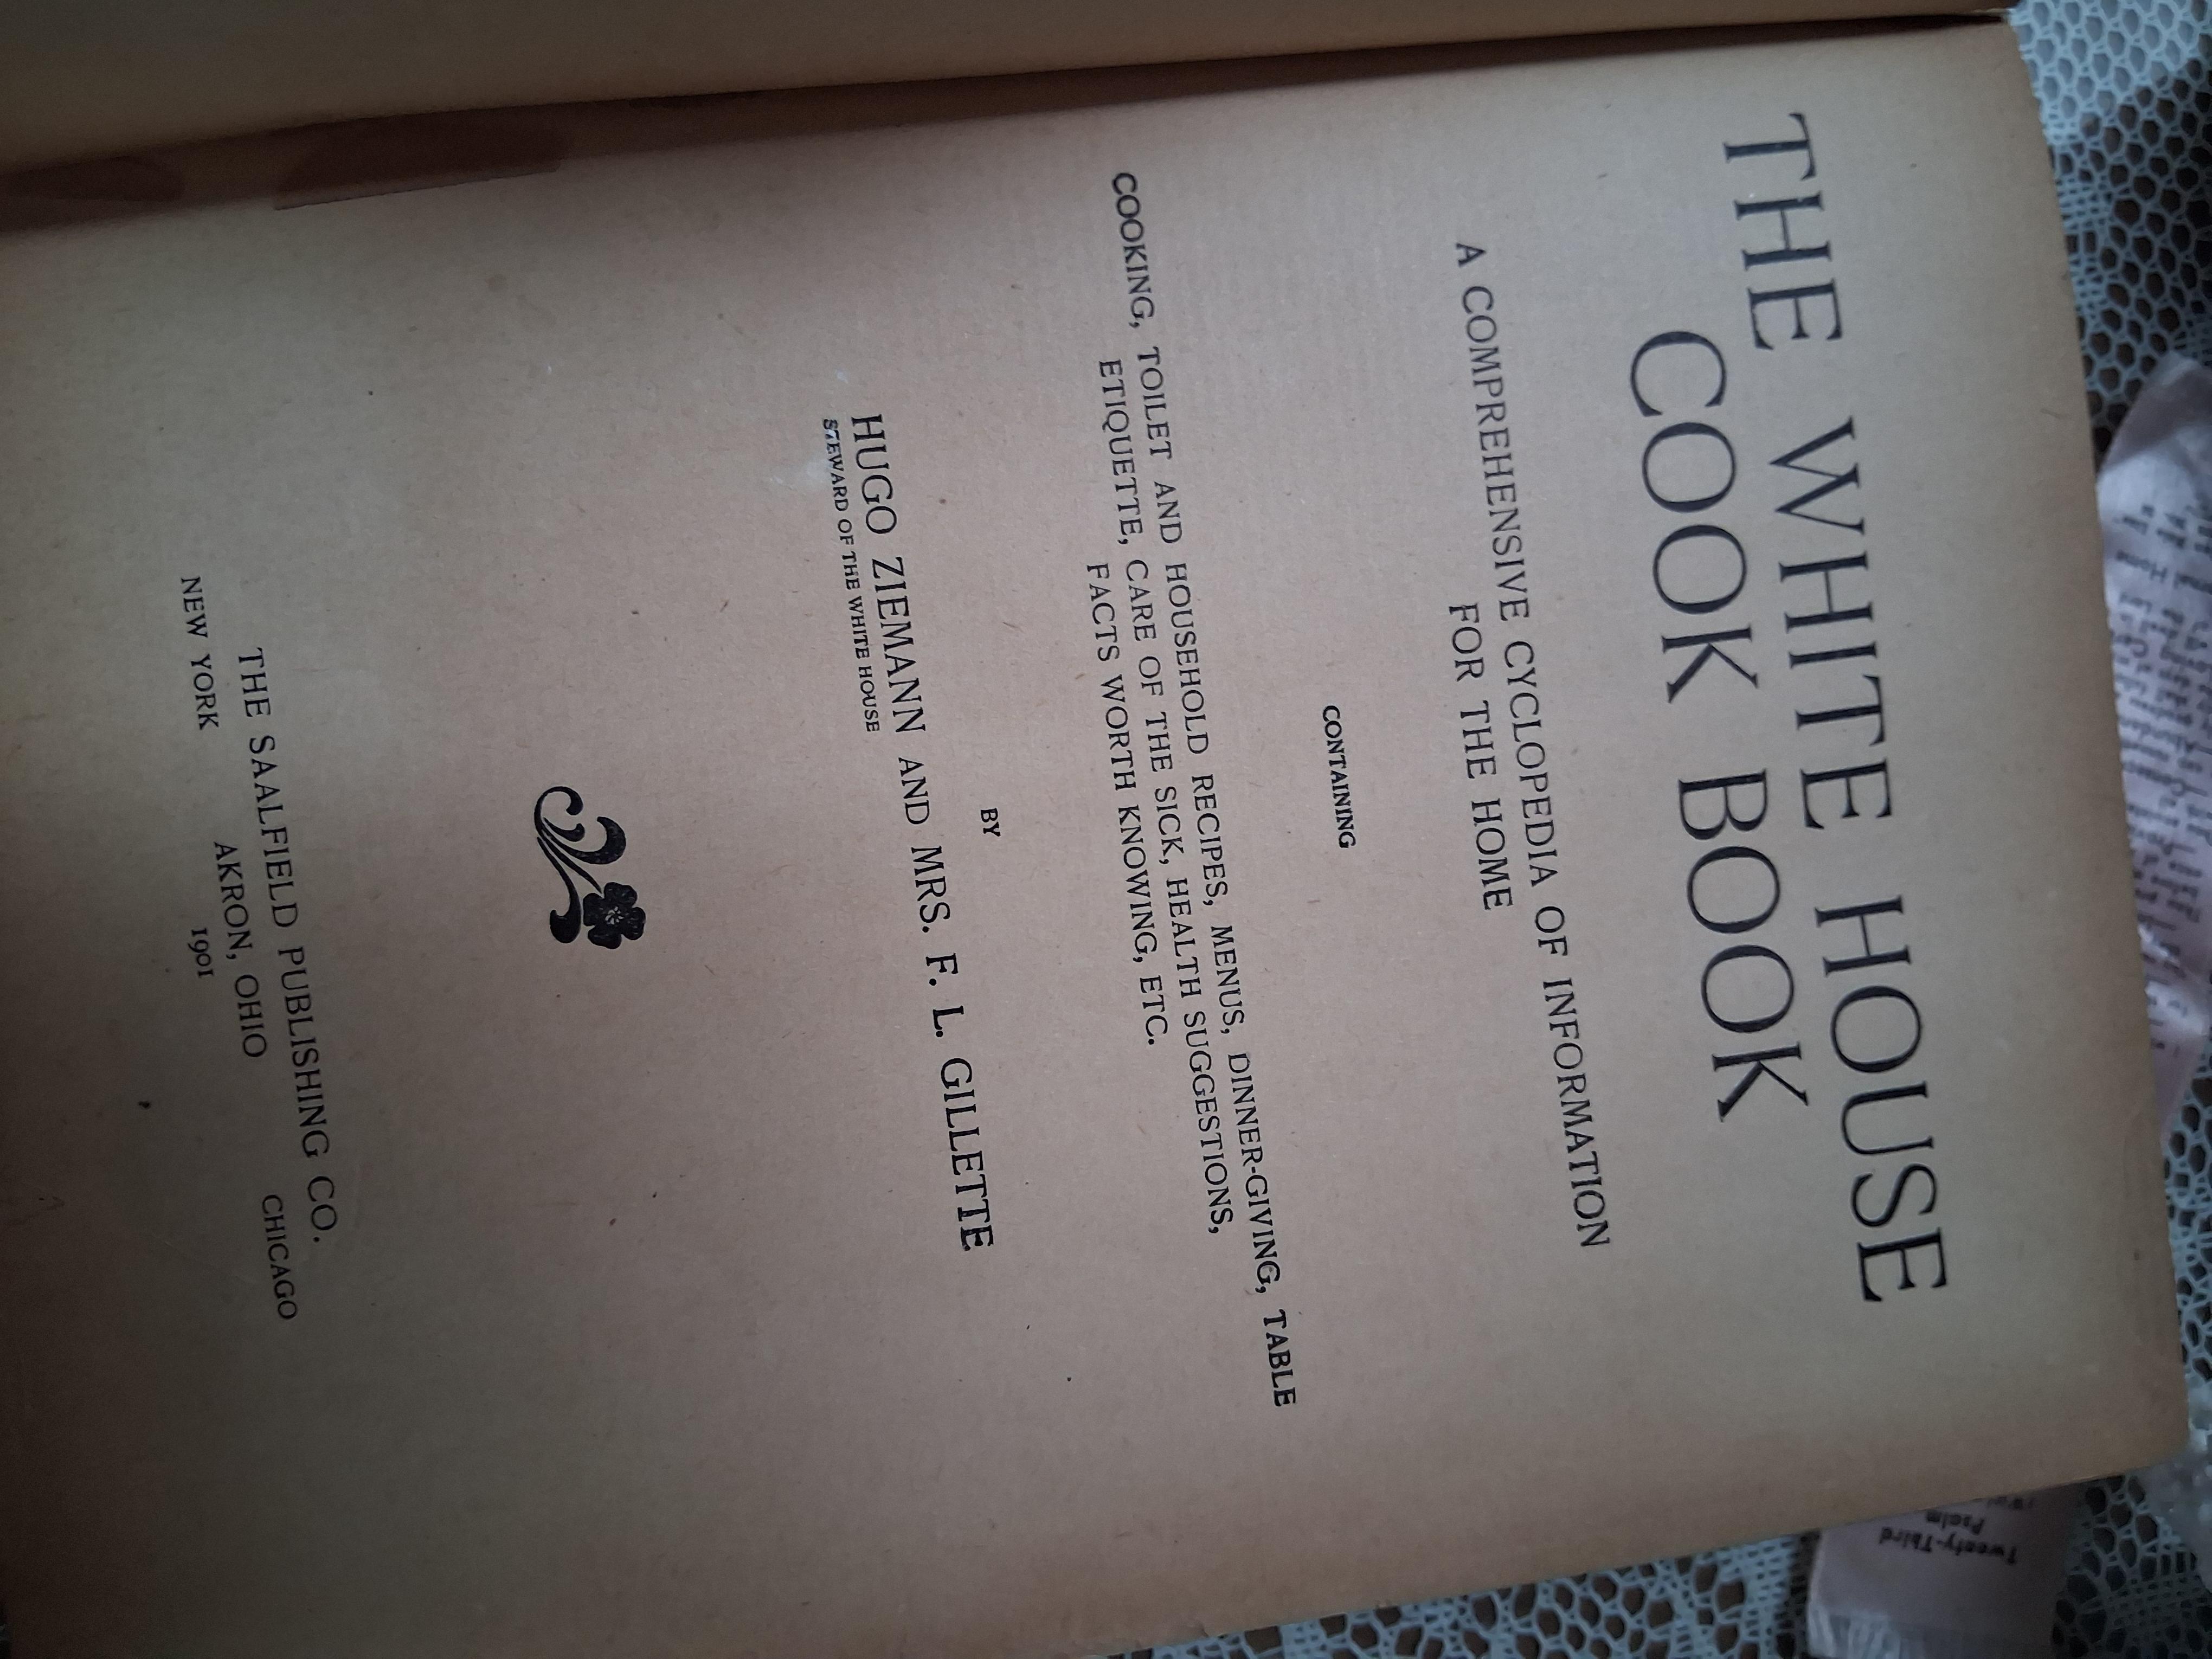 THE WHITE HOUSE
COOK BOOK
A COMPREHENSIVE CYCLOPEDIA OF INFORMATION
FOR THE HOME
CONTAINING
COOKING, TOILET AND HOUSEHOLD RECIPES, MENUS, DINNER-GIVING, TABLE
ETIQUETTE, CARE OF THE SICK, HEALTH SUGGESTIONS,
FACTS WORTH KNOWING, ETC.
BY
HUGO ZIEMANN AND MRS. F. L. GILLETTE
STEWARD OF THE WHITE HOUSE
THE SAALFIELD PUBLISHING CO.
NEW YORK AKRON, OHIO CHICAGO
1901
Twenty-Third
Psalm